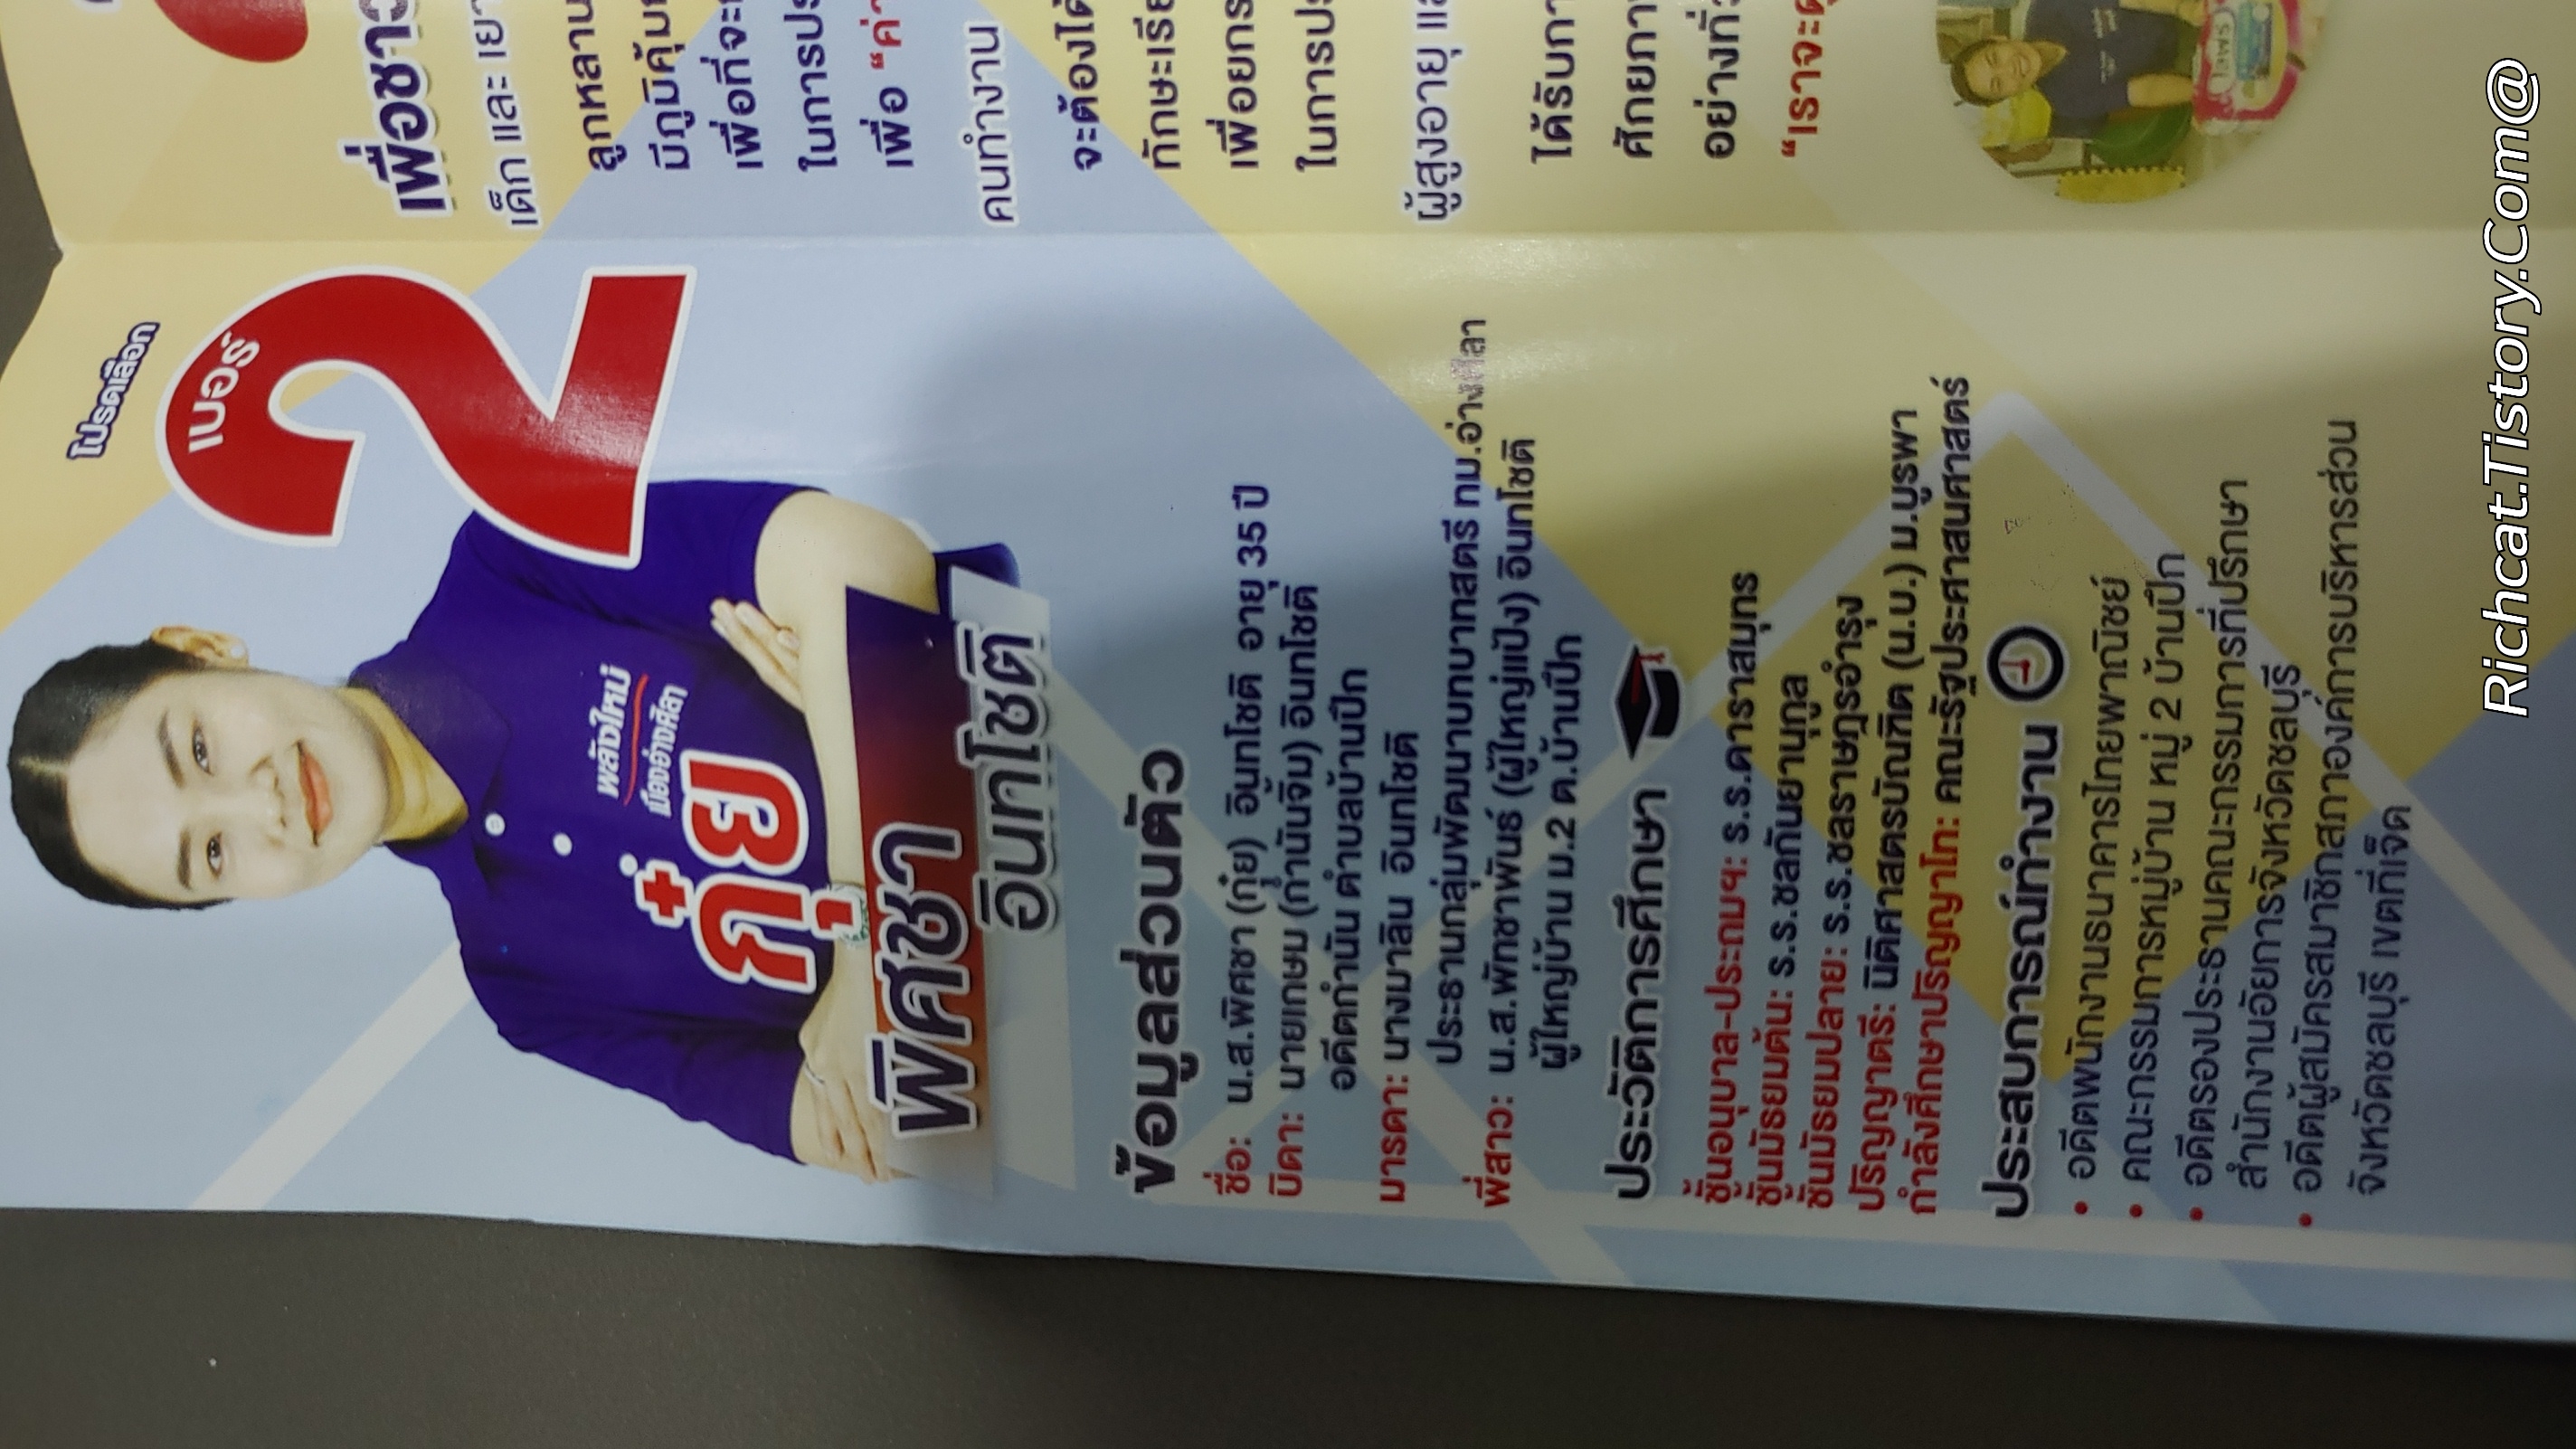 โปรดเลือก
เบอร์
2
พลังใหม่
เมืองอ่างศิลา
กุ๋ย
พิศชา
อินทโชติ
ข้อมูลส่วนตัว
ชื่อ: น.ส.พิศชา (กุ๋ย) อินทโชติ อายุ 35 ปี
บิดา: นายเกษม (กำนันจิ้ม) อินทโชติ
อดีตกำนัน ตำบลบ้านปึก
มารดา: นางมาลิน อินทโชติ
ประธานกลุ่มพัฒนาบทบาทสตรี ทม.อ่างศิลา
พี่สาว: น.ส.พักชาพันธ์ (ผู้ใหญ่แป้ง) อินทโชติ
ผู้ใหญ่บ้าน ม.2 ต.บ้านปึก
ประวัติการศึกษา
ชั้นอนุบาล-ประถมฯ: ร.ร.ดาราสมุทร
ชั้นมัธยมต้น: ร.ร.ชลกันยานุกูล
ชั้นมัธยมปลาย: ร.ร.ชลราษฎรอำรุง
ปริญญาตรี: นิติศาสตรบัณฑิต (น.บ.) ม.บูรพา
กำลังศึกษาปริญญาโท: คณะรัฐประศาสนศาสตร์
ประสบการณ์ทำงาน
• อดีตพนักงานธนาคารไทยพาณิชย์
• คณะกรรมการหมู่บ้าน หมู่ 2 บ้านปึก
• อดีตรองประธานคณะกรรมการที่ปรึกษา
สำนักงานอัยการจังหวัดชลบุรี
• อดีตผู้สมัครสมาชิกสภาองค์การบริหารส่วน
จังหวัดชลบุรี เขตที่เจ็ด
เพื่อชาว
เด็ก และ เยา
ลูกหลาน
มีภูมิคุ้ม
เพื่อที่จะ
ในการประ
เพื่อ "ค่า
คนทำงาน
จะต้องได้
ทักษะเรีย
เพื่อยกระ
ในการประ
ผู้สูงอายุ แล
ได้รับกา
ศักยภา
อย่างทั่ว
"เราจะดู
Richcat.Tistory.Com@